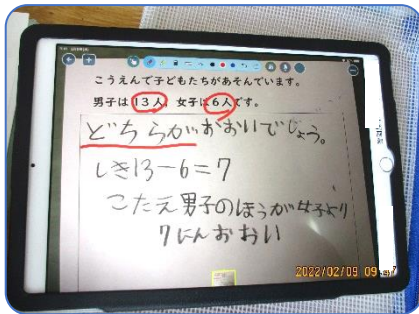 こうえんで子どもたちがあそんでいます。
男子は13人 女子は6人です。
どちらがおおいでしょう。
しき13-6=7
こたえ男子のほうが女子より
7にんおおい
2022/02/09 09:47